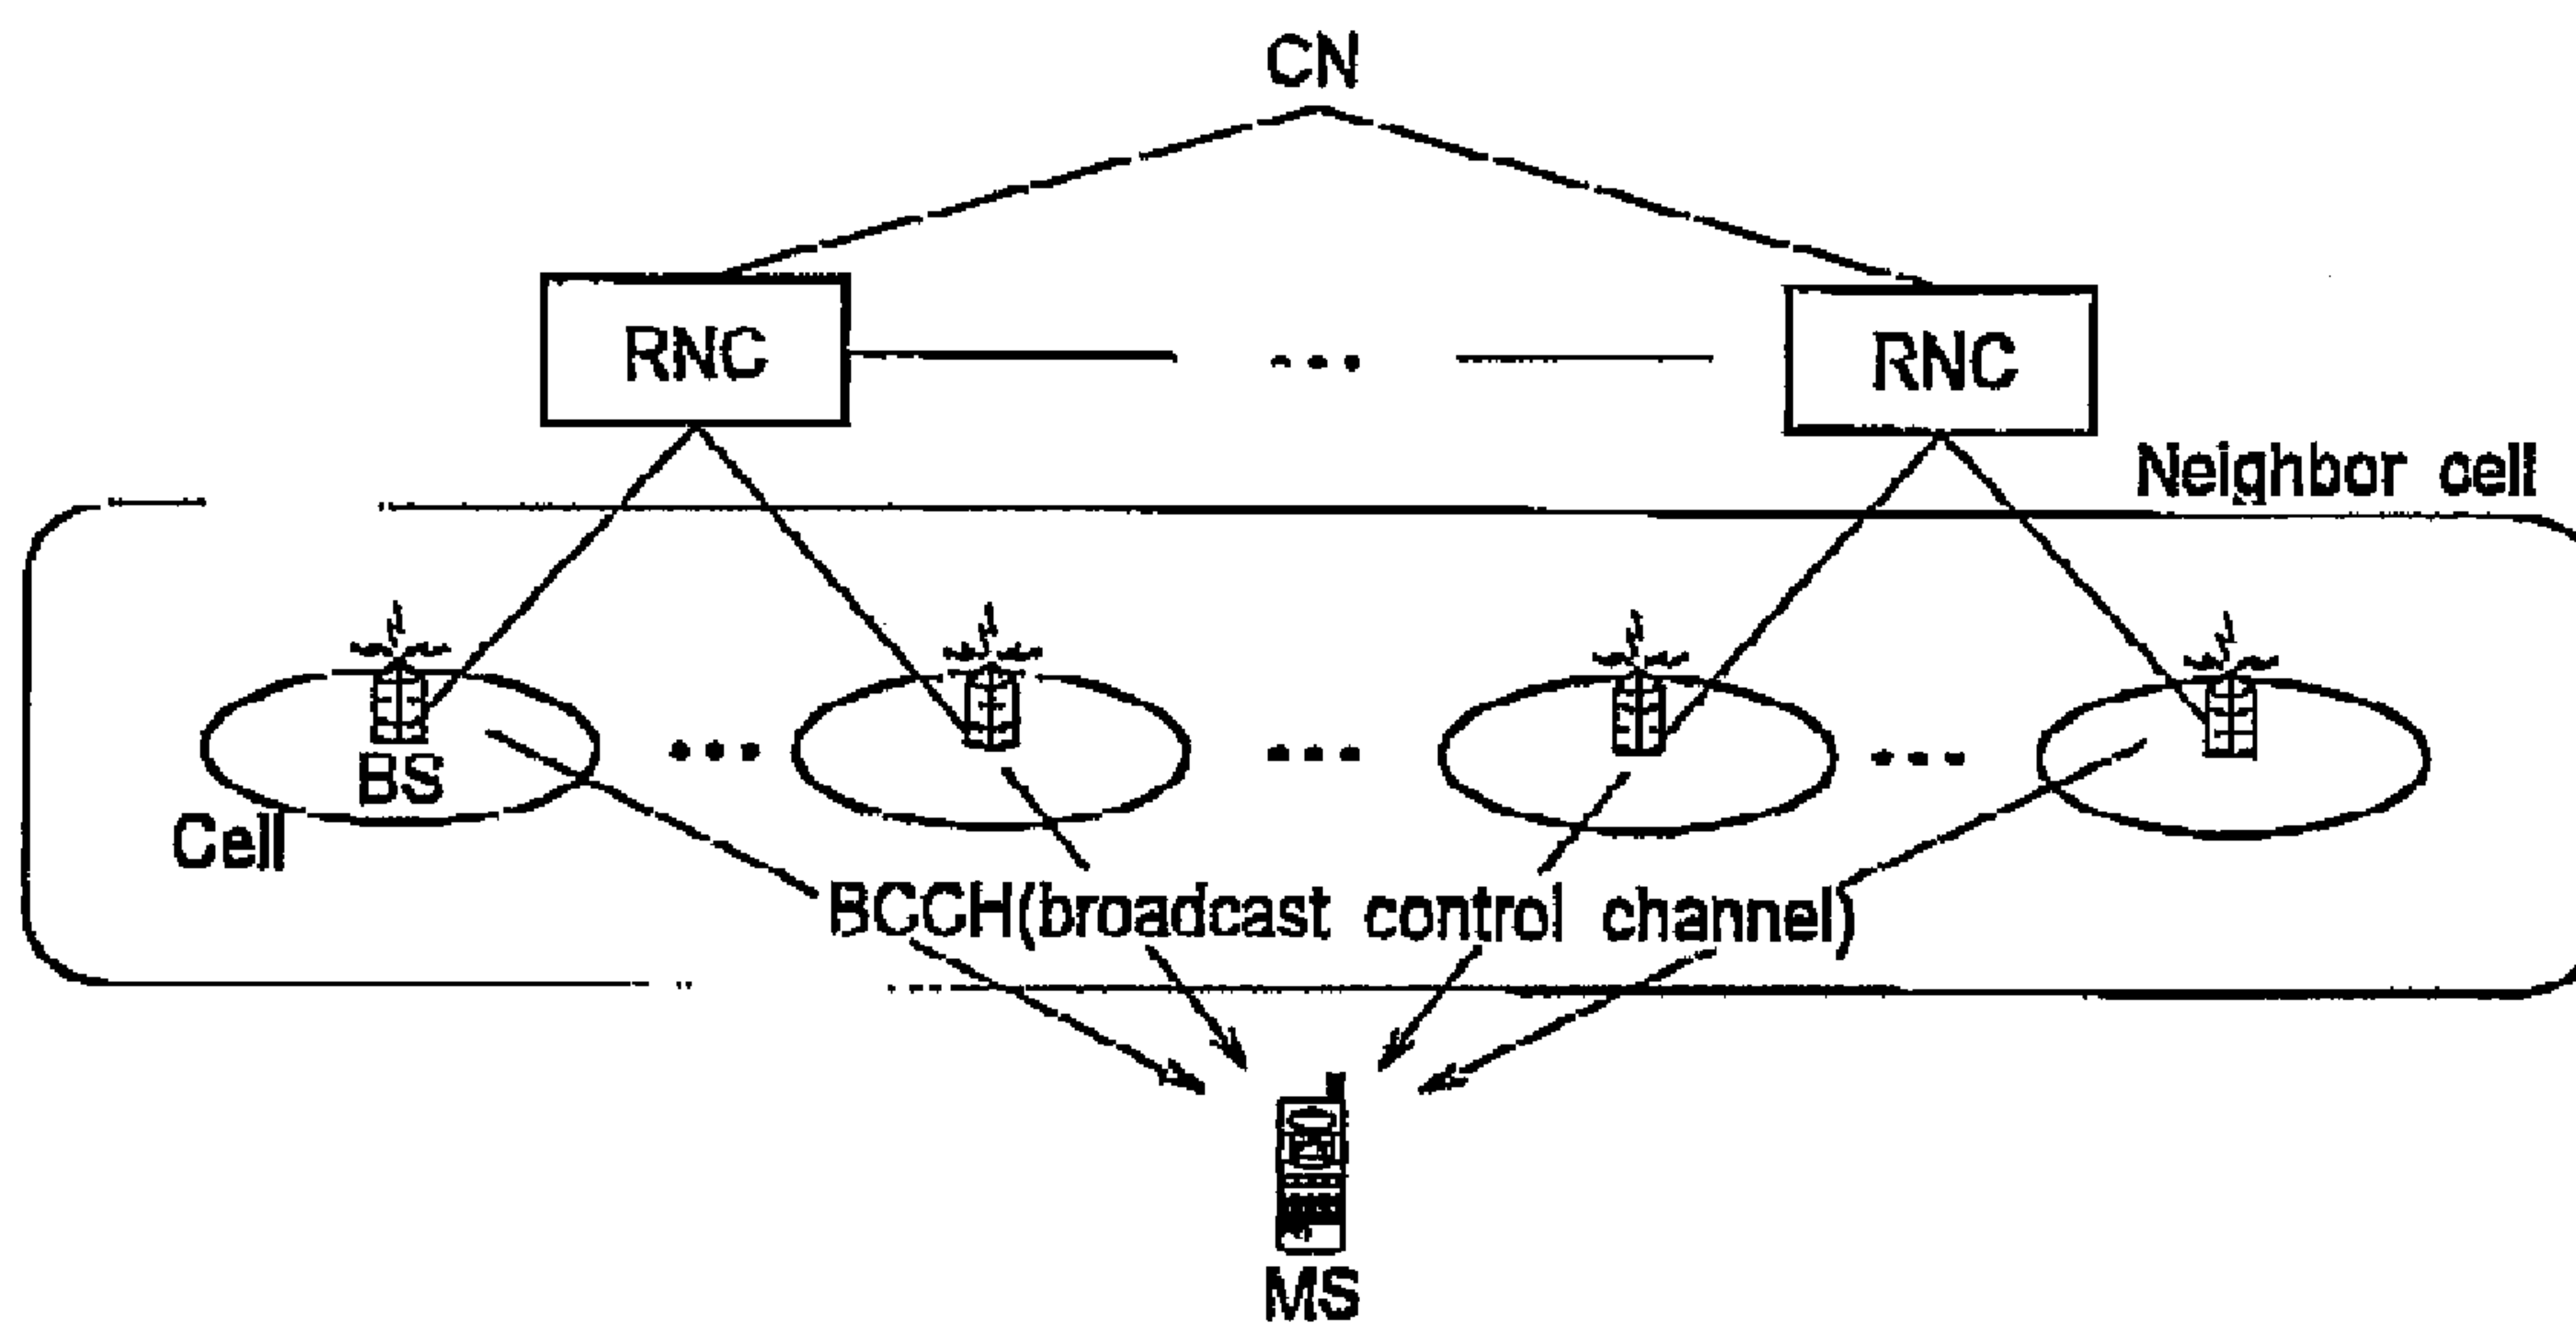 CN
RNC
...
RNC
Neighbor cell
... ... ...
BS
Cell
BCCH(broadcast control channel)
MS